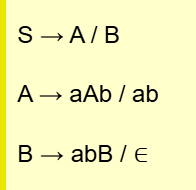 S → A / B
A → aAb / ab
B → abB / ∈